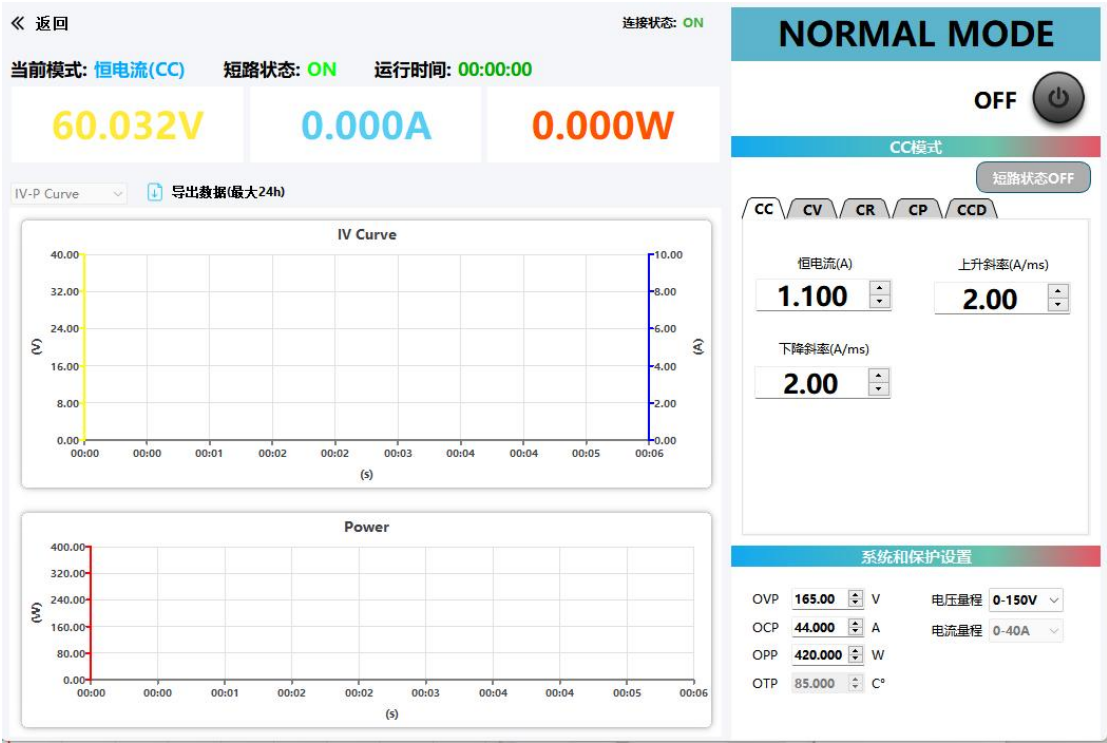 « 返回
连接状态: ON
当前模式: 恒电流(CC) 短路状态: ON 运行时间: 00:00:00
60.032V 0.000A 0.000W
IV-P Curve 导出数据(最大24h)
IV Curve
40.00
32.00
24.00
16.00
8.00
0.00
(V)
10.00
8.00
6.00
4.00
2.00
0.00
(A)
00:00 00:00 00:01 00:02 00:02 00:03 00:04 00:04 00:05 00:06
(s)
Power
400.00
320.00
240.00
160.00
80.00
0.00
(W)
00:00 00:00 00:01 00:02 00:02 00:03 00:04 00:04 00:05 00:06
(s)
NORMAL MODE
OFF
CC模式
短路状态OFF
CC CV CR CP CCD
恒电流(A) 上升斜率(A/ms)
1.100 2.00
下降斜率(A/ms)
2.00
系统和保护设置
OVP 165.00 V 电压量程 0-150V
OCP 44.000 A 电流量程 0-40A
OPP 420.000 W
OTP 85.000 C°